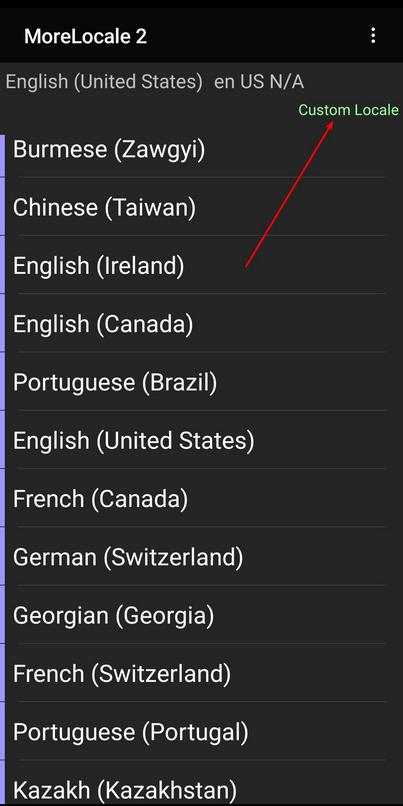 MoreLocale 2
English (United States) en US N/A
Custom Locale
Burmese (Zawgyi)
Chinese (Taiwan)
English (Ireland)
English (Canada)
Portuguese (Brazil)
English (United States)
French (Canada)
German (Switzerland)
Georgian (Georgia)
French (Switzerland)
Portuguese (Portugal)
Kazakh (Kazakhstan)